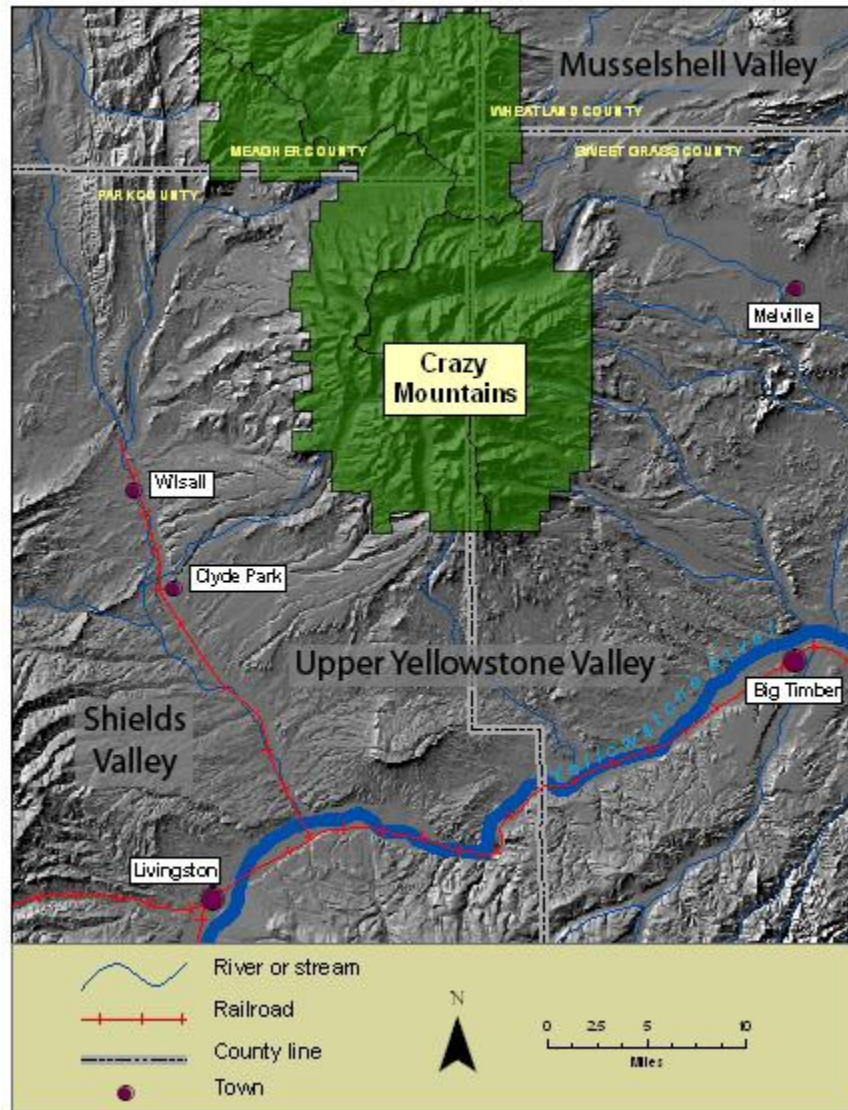 Musselshell Valley
WHEATLAND COUNTY
MEAGHER COUNTY
SWEET GRASS COUNTY
PARK COUNTY
Melville
Crazy
Mountains
Wilsall
Clyde Park
Upper Yellowstone Valley
Yellowstone River
Big Timber
Shields
Valley
Livingston
River or stream
Railroad
County line
Town
N
0 2.5 5 10
Miles